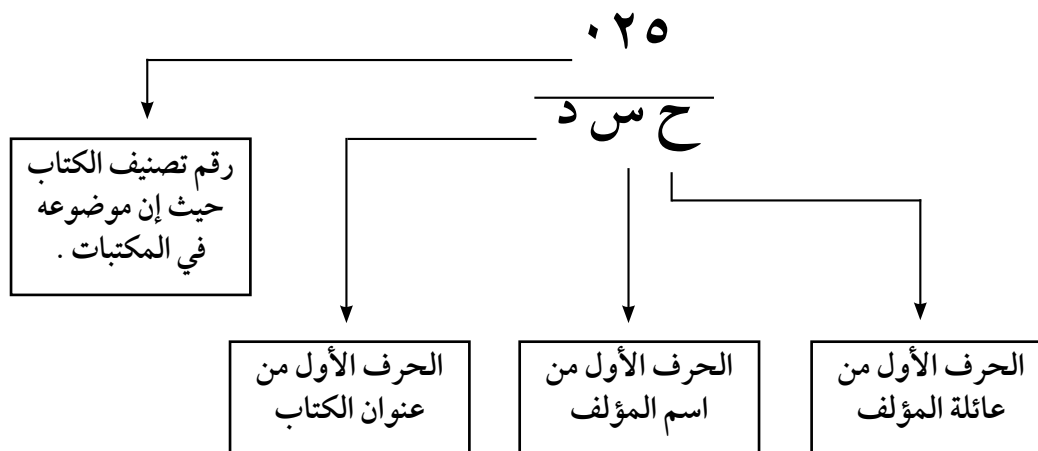 ٠٢٥
ح س د
رقم تصنيف الكتاب
حيث إن موضوعه
في المكتبات .
الحرف الأول من
عائلة المؤلف
الحرف الأول من
اسم المؤلف
الحرف الأول من
عنوان الكتاب